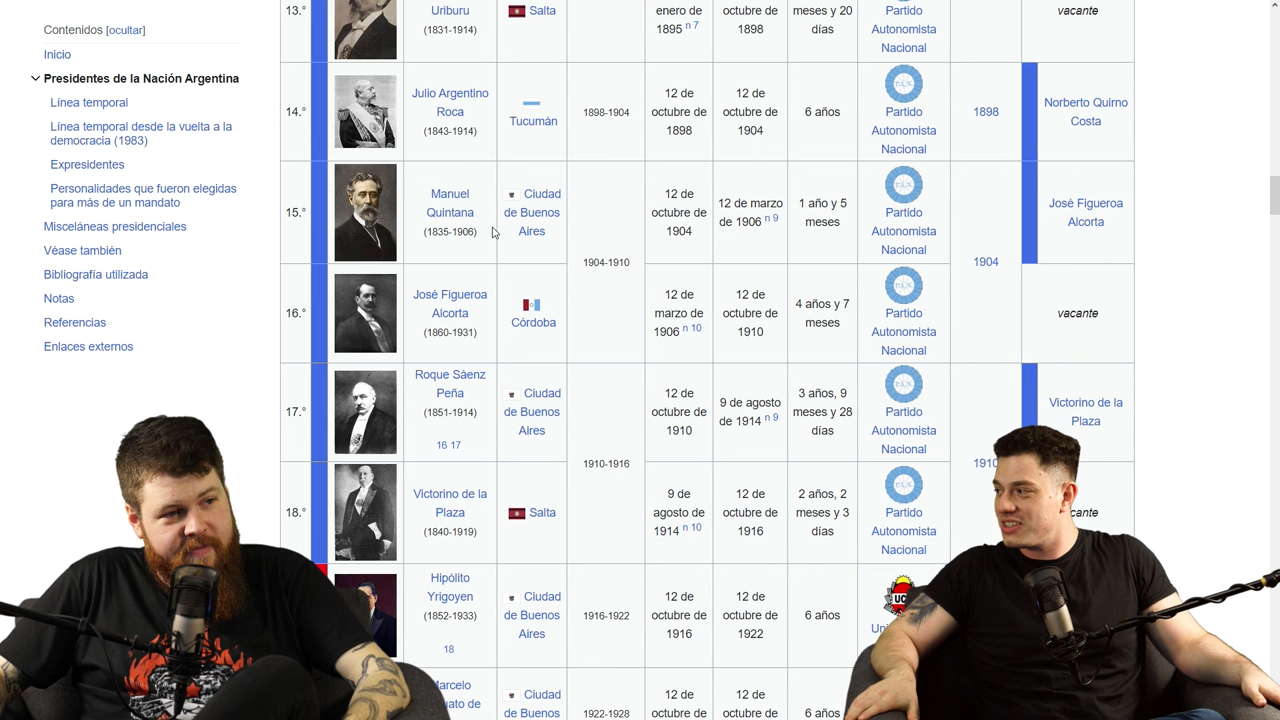 Contenidos [ocultar]
Inicio
Presidentes de la Nación Argentina
Línea temporal
Línea temporal desde la vuelta a la
democracia (1983)
Expresidentes
Personalidades que fueron elegidas
para más de un mandato
Misceláneas presidenciales
Véase también
Bibliografía utilizada
Notas
Referencias
Enlaces externos
13.°
Uriburu
(1831-1914)
Salta
enero de
1895 n 7
octubre de
1898
meses y 20
días
Partido
Autonomista
Nacional
vacante
14.°
Julio Argentino
Roca
(1843-1914)
Tucumán
1898-1904
12 de
octubre de
1898
12 de
octubre de
1904
6 años
Partido
Autonomista
Nacional
1898
Norberto Quirno
Costa
15.°
Manuel
Quintana
(1835-1906)
Ciudad
de Buenos
Aires
1904-1910
12 de
octubre de
1904
12 de marzo
de 1906 n 9
1 año y 5
meses
Partido
Autonomista
Nacional
1904
José Figueroa
Alcorta
16.°
José Figueroa
Alcorta
(1860-1931)
Córdoba
12 de
marzo de
1906 n 10
12 de
octubre de
1910
4 años y 7
meses
Partido
Autonomista
Nacional
vacante
17.°
Roque Sáenz
Peña
(1851-1914)
16 17
Ciudad
de Buenos
Aires
1910-1916
12 de
octubre de
1910
9 de agosto
de 1914 n 9
3 años, 9
meses y 28
días
Partido
Autonomista
Nacional
1910
Victorino de la
Plaza
18.°
Victorino de la
Plaza
(1840-1919)
Salta
9 de
agosto de
1914 n 10
12 de
octubre de
1916
2 años, 2
meses y 3
días
Partido
Autonomista
Nacional
cante
Hipólito
Yrigoyen
(1852-1933)
18
Ciudad
de Buenos
Aires
1916-1922
12 de
octubre de
1916
12 de
octubre de
1922
6 años
UC
Uni
arcelo
ato de
Ciudad
de Buenos
1922-1928
12 de
octubre de
12 de
octubre de
6 años